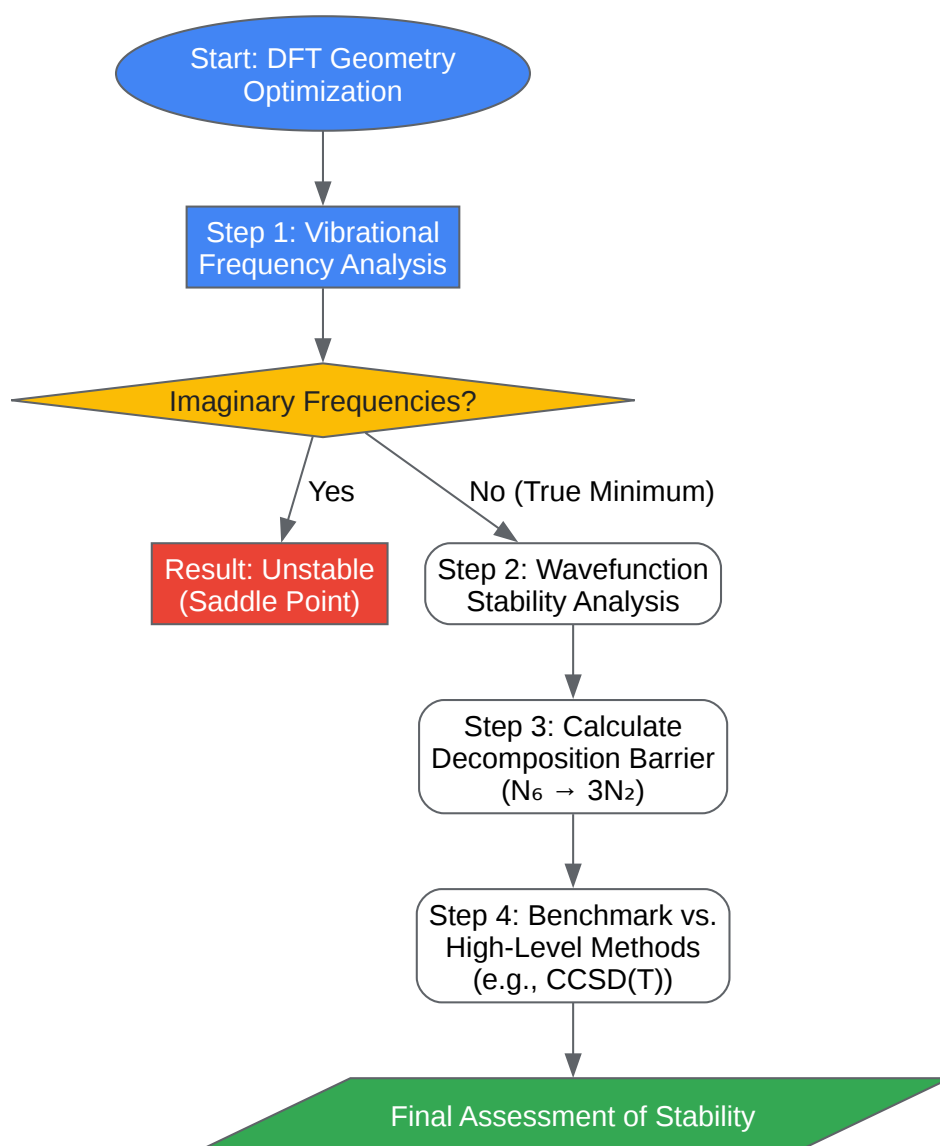 Start: DFT Geometry
Optimization
Step 1: Vibrational
Frequency Analysis
Imaginary Frequencies?
Yes
No (True Minimum)
Result: Unstable
(Saddle Point)
Step 2: Wavefunction
Stability Analysis
Step 3: Calculate
Decomposition Barrier
(N₆ → 3N₂)
Step 4: Benchmark vs.
High-Level Methods
(e.g., CCSD(T))
Final Assessment of Stability